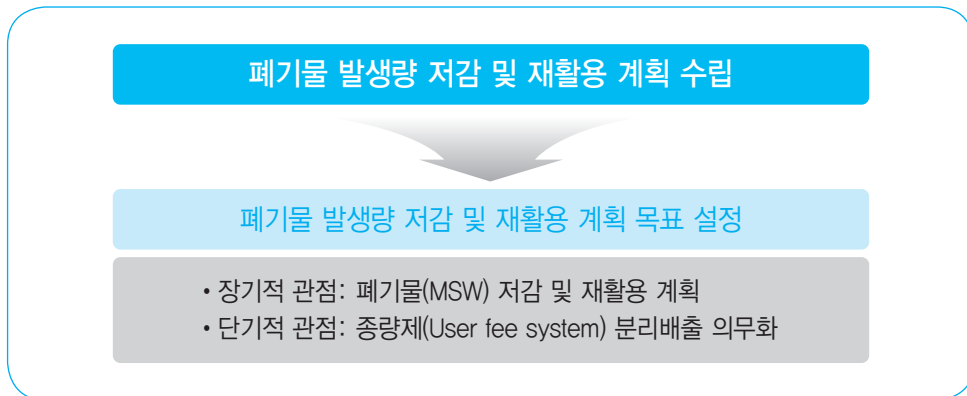 폐기물 발생량 저감 및 재활용 계획 수립
폐기물 발생량 저감 및 재활용 계획 목표 설정
• 장기적 관점: 폐기물(MSW) 저감 및 재활용 계획
• 단기적 관점: 종량제(User fee system) 분리배출 의무화